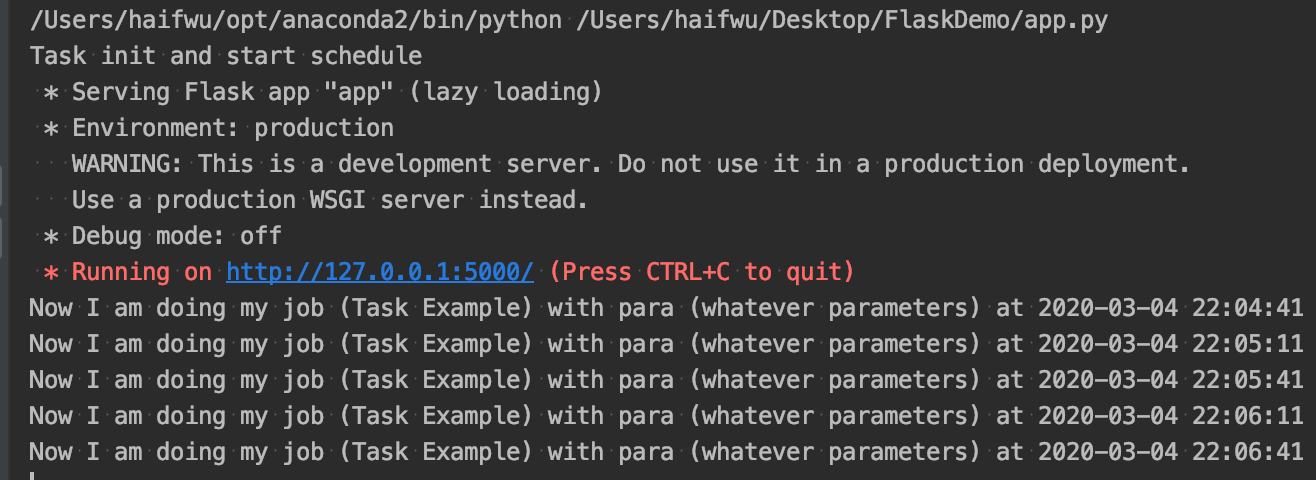 /Users/haifwu/opt/anaconda2/bin/python /Users/haifwu/Desktop/FlaskDemo/app.py
Task init and start schedule
* Serving Flask app "app" (lazy loading)
* Environment: production
WARNING: This is a development server. Do not use it in a production deployment.
Use a production WSGI server instead.
* Debug mode: off
* Running on http://127.0.0.1:5000/ (Press CTRL+C to quit)
Now I am doing my job (Task Example) with para (whatever parameters) at 2020-03-04 22:04:41
Now I am doing my job (Task Example) with para (whatever parameters) at 2020-03-04 22:05:11
Now I am doing my job (Task Example) with para (whatever parameters) at 2020-03-04 22:05:41
Now I am doing my job (Task Example) with para (whatever parameters) at 2020-03-04 22:06:11
Now I am doing my job (Task Example) with para (whatever parameters) at 2020-03-04 22:06:41